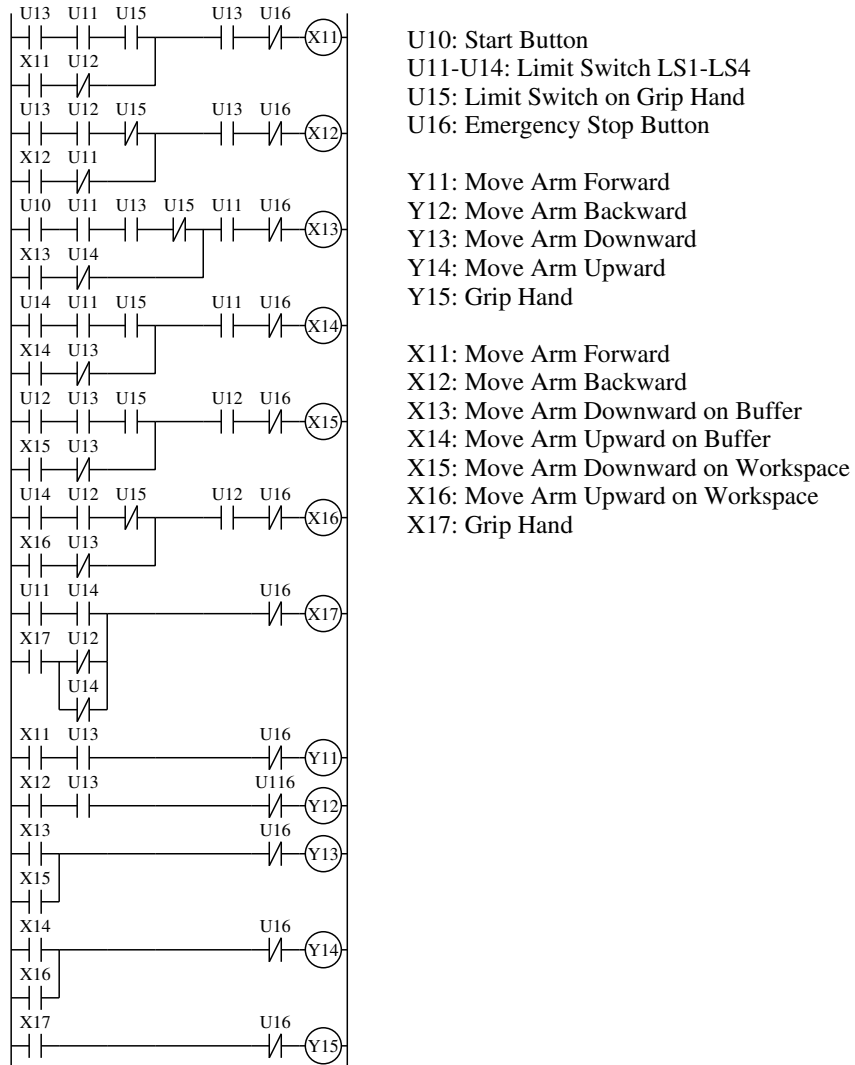 U13 U11 U15 U13 U16
X11
X11 U12
U13 U12 U15 U13 U16
X12
X12 U11
U10 U11 U13 U15 U11 U16
X13
X13 U14
U14 U11 U15 U11 U16
X14
X14 U13
U12 U13 U15 U12 U16
X15
X15 U13
U14 U12 U15 U12 U16
X16
X16 U13
U11 U14 U16
X17
X17 U12
U14
X11 U13 U16
Y11
X12 U13 U116
Y12
X13 U16
Y13
X15
X14 U16
Y14
X16
X17 U16
Y15
U10: Start Button
U11-U14: Limit Switch LS1-LS4
U15: Limit Switch on Grip Hand
U16: Emergency Stop Button
Y11: Move Arm Forward
Y12: Move Arm Backward
Y13: Move Arm Downward
Y14: Move Arm Upward
Y15: Grip Hand
X11: Move Arm Forward
X12: Move Arm Backward
X13: Move Arm Downward on Buffer
X14: Move Arm Upward on Buffer
X15: Move Arm Downward on Workspace
X16: Move Arm Upward on Workspace
X17: Grip Hand